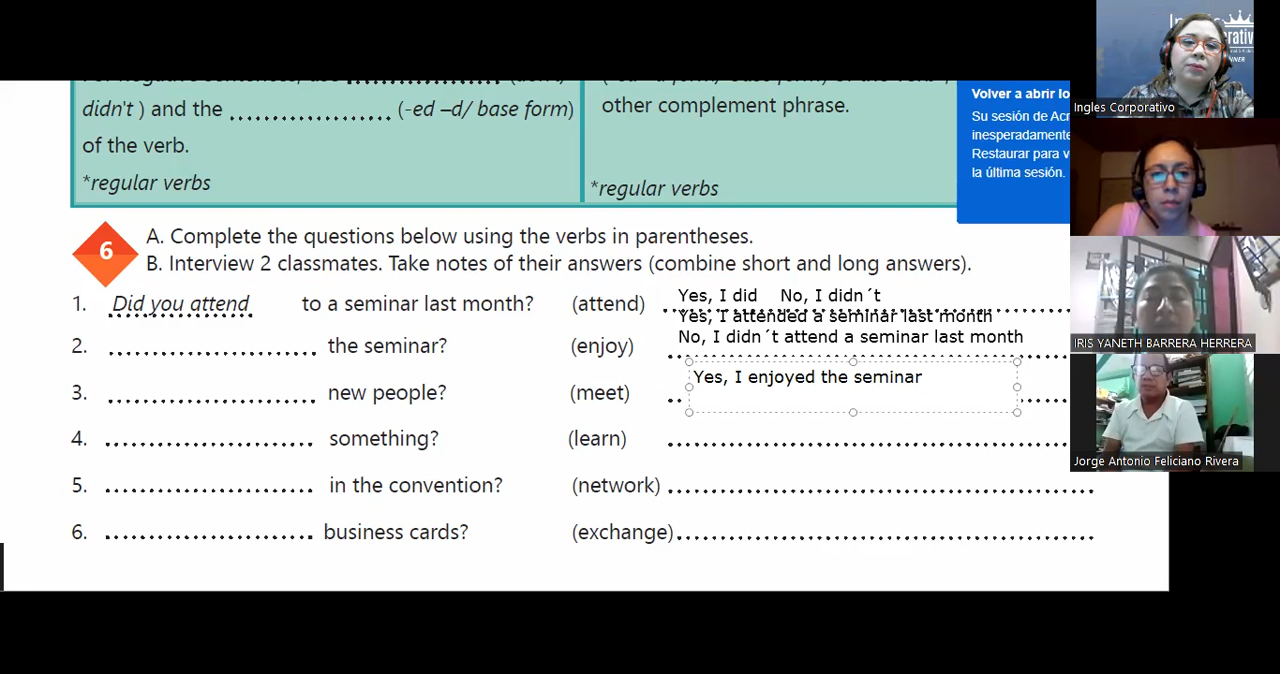 didn't ) and the ........................ (-ed –d/ base form)
of the verb.
*regular verbs
other complement phrase.
*regular verbs
Volver a abrir lo
Su sesión de Acr
inesperadamente
Restaurar para v
la última sesión.
6
A. Complete the questions below using the verbs in parentheses.
B. Interview 2 classmates. Take notes of their answers (combine short and long answers).
1. Did you attend to a seminar last month? (attend) Yes, I did No, I didn´t
Yes, I attended a seminar last month
No, I didn´t attend a seminar last month
2. ................................ the seminar? (enjoy)
Yes, I enjoyed the seminar
3. ................................ new people? (meet)
4. ................................ something? (learn)
5. ................................ in the convention? (network)
6. ................................ business cards? (exchange)
Ingles Corporativo
IRIS YANETH BARRERA HERRERA
Jorge Antonio Feliciano Rivera